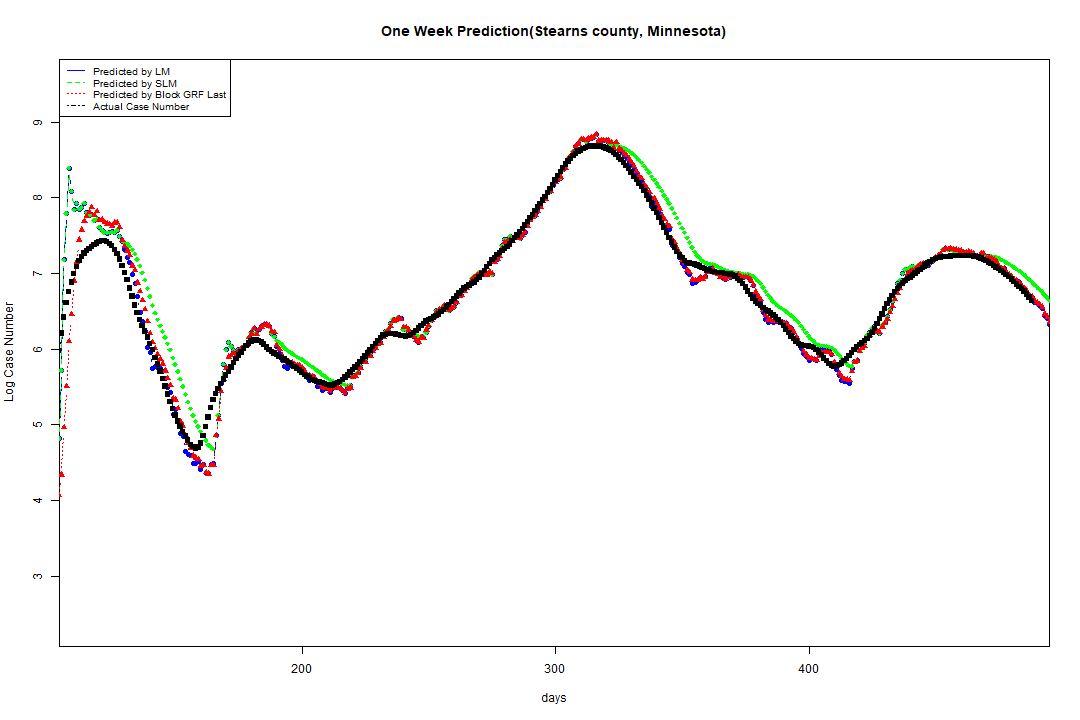 One Week Prediction(Stearns county, Minnesota)
Predicted by LM
Predicted by SLM
Predicted by Block GRF Last
Actual Case Number
9
8
7
6
5
4
3
Log Case Number
200 300 400
days